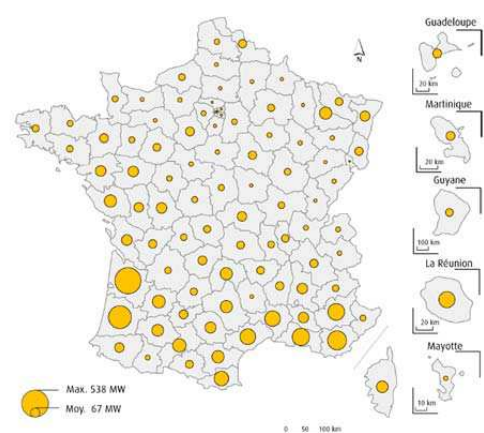 Guadeloupe
20 km
Martinique
20 km
Guyane
100 km
La Réunion
20 km
Mayotte
10 km
N
Max. 538 MW
Moy. 67 MW
0 50 100 km